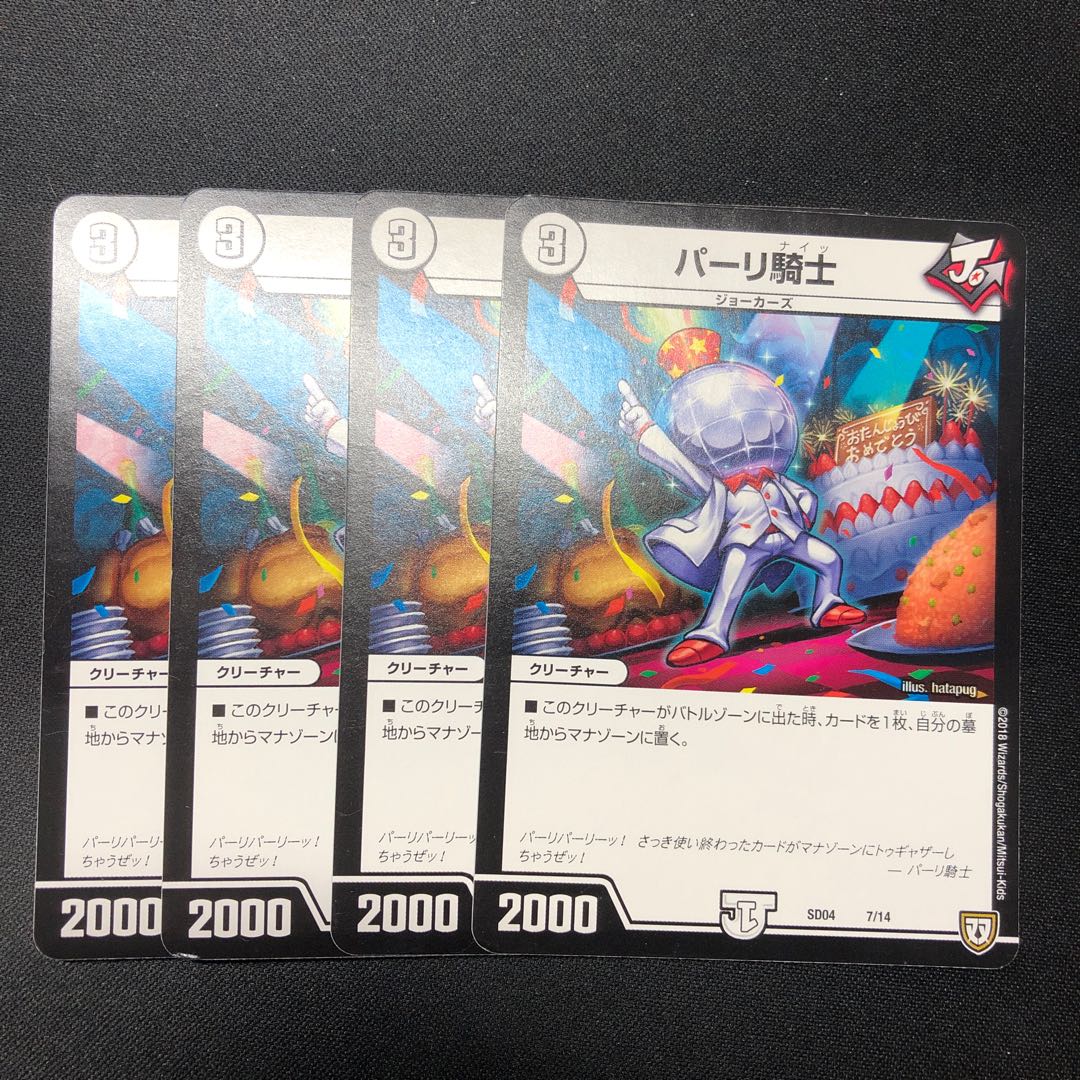 3
クリーチャー
■このクリー
地からマナゾーン
パーリパーリー
ちゃうぜッ!
2000
3
クリーチャー
■このクリーチャ
地からマナゾーン
パーリパーリーッ!
ちゃうぜッ!
2000
3
クリーチャー
■このクリーチ
地からマナゾーン
パーリパーリーッ!
ちゃうぜッ!
2000
3
パーリ騎士
ナイッ
ジョーカーズ
J
おたんじょうび
おめでとう
クリーチャー
illus. hatapug
■このクリーチャーがバトルゾーンに出た時、カードを1枚、自分の墓
地からマナゾーンに置く。
パーリパーリーッ! さっき使い終わったカードがマナゾーンにトゥギャザーし
ちゃうぜッ!
— パーリ騎士
2000
SD04 7/14
©2018 Wizards/Shogakukan/Mitsui-Kids